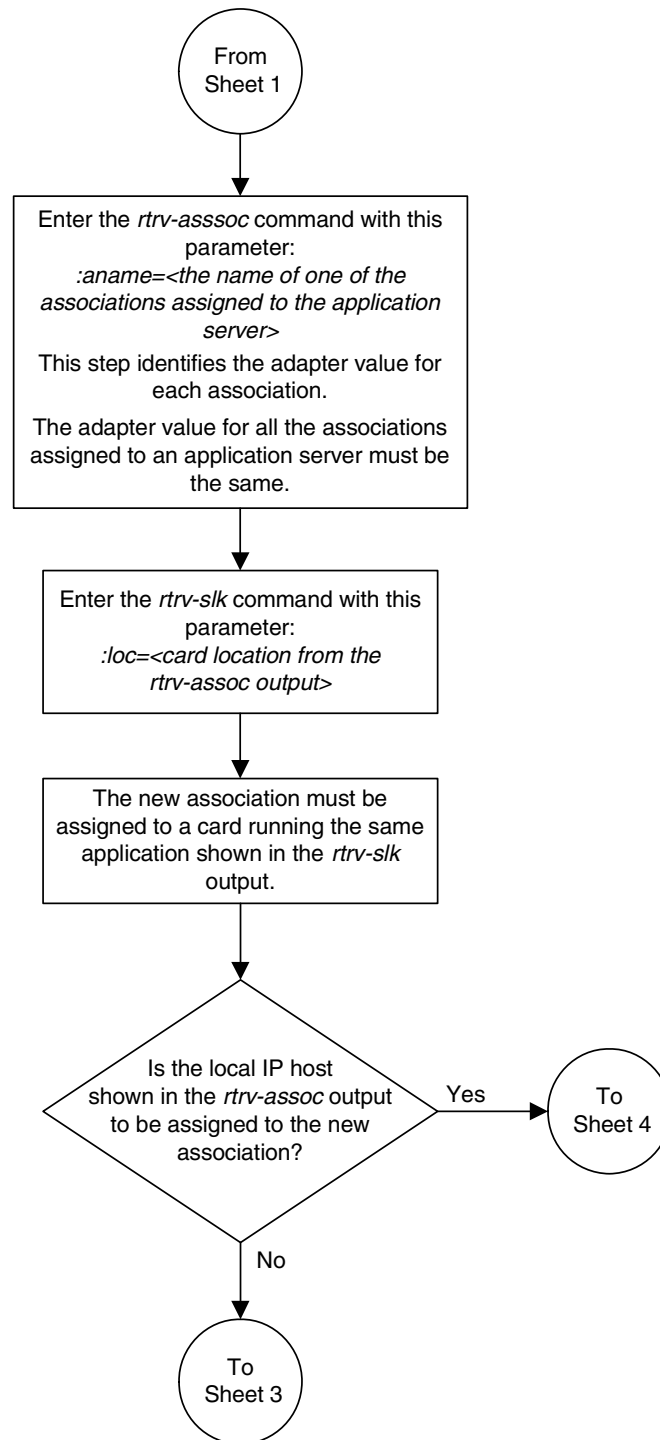 From
Sheet 1
Enter the rtrv-asssoc command with this
parameter:
:aname=<the name of one of the
associations assigned to the application
server>
This step identifies the adapter value for
each association.
The adapter value for all the associations
assigned to an application server must be
the same.
Enter the rtrv-slk command with this
parameter:
:loc=<card location from the
rtrv-assoc output>
The new association must be
assigned to a card running the same
application shown in the rtrv-slk
output.
Is the local IP host
shown in the rtrv-assoc output
to be assigned to the new
association?
Yes
To
Sheet 4
No
To
Sheet 3